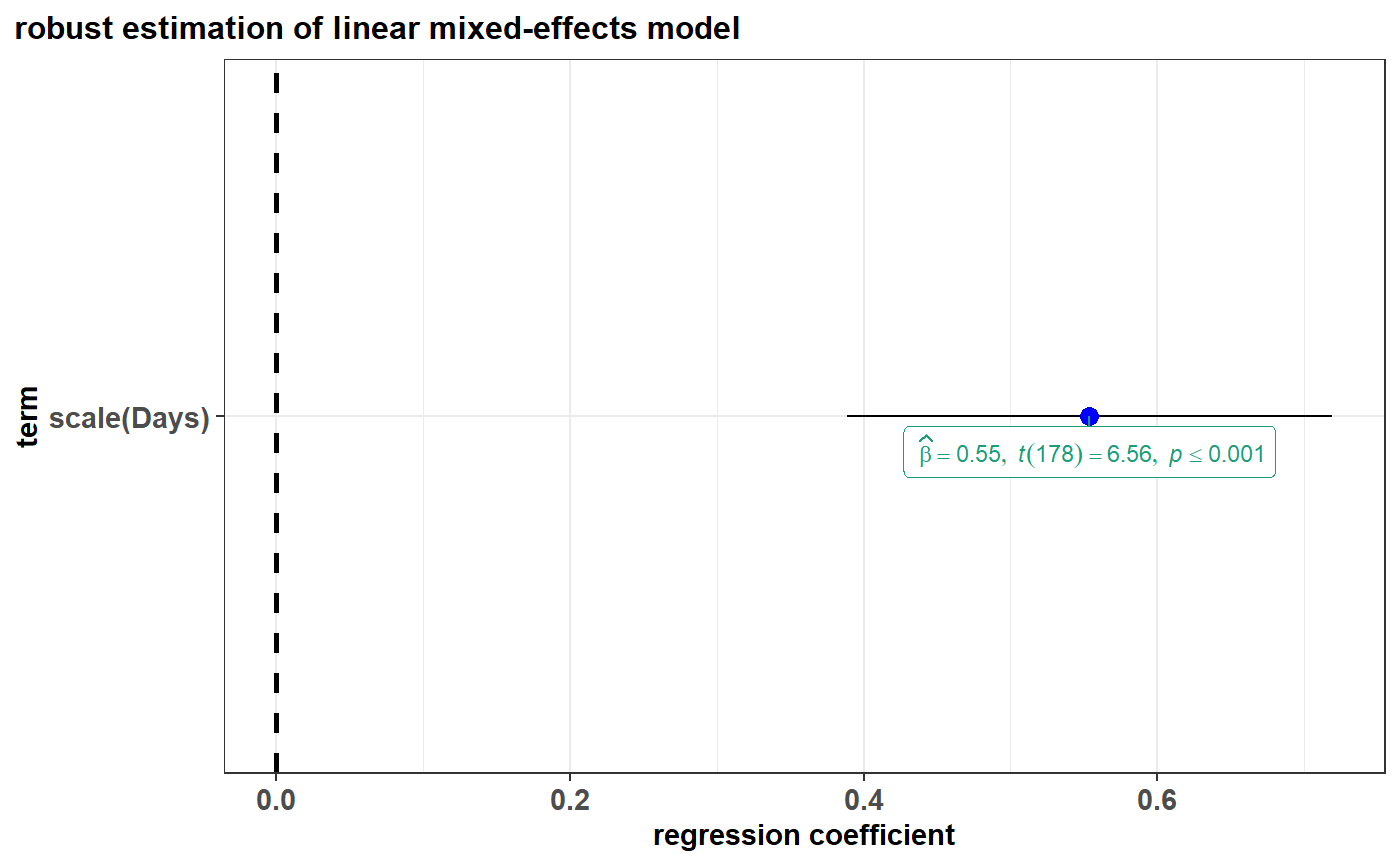 robust estimation of linear mixed-effects model
term
scale(Days)
β̂ = 0.55, t(178) = 6.56, p ≤ 0.001
0.0 0.2 0.4 0.6
regression coefficient